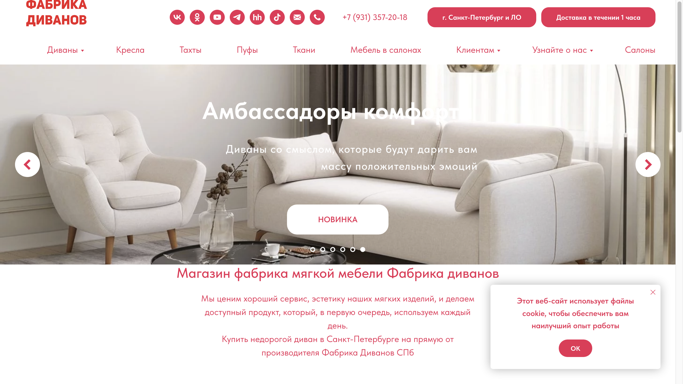 ФАБРИКА
ДИВАНОВ
+7 (931) 357-20-18
г. Санкт-Петербург и ЛО
Доставка в течении 1 часа
Диваны
Кресла
Тахты
Пуфы
Ткани
Мебель в салонах
Клиентам
Узнайте о нас
Салоны
Амбассадоры комфорта
Диваны со смыслом, которые будут дарить вам
массу положительных эмоций
НОВИНКА
Магазин фабрика мягкой мебели Фабрика диванов
Мы ценим хороший сервис, эстетику наших мягких изделий, и делаем
доступный продукт, который, в первую очередь, используем каждый
день.
Купить недорогой диван в Санкт-Петербурге на прямую от
производителя Фабрика Диванов СПб
Этот веб-сайт использует файлы
cookie, чтобы обеспечить вам
наилучший опыт работы
OK